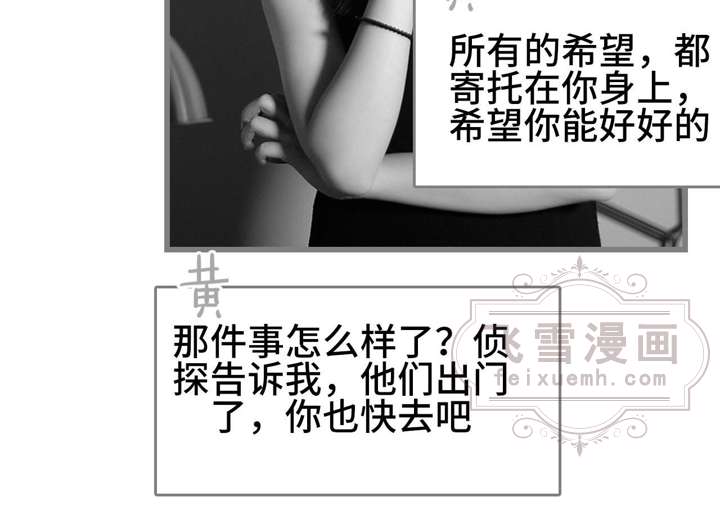 所有的希望，都
寄托在你身上，
希望你能好好的
黄
那件事怎么样了？侦
探告诉我，他们出门
了，你也快去吧
飞雪漫画
feixuemh.com